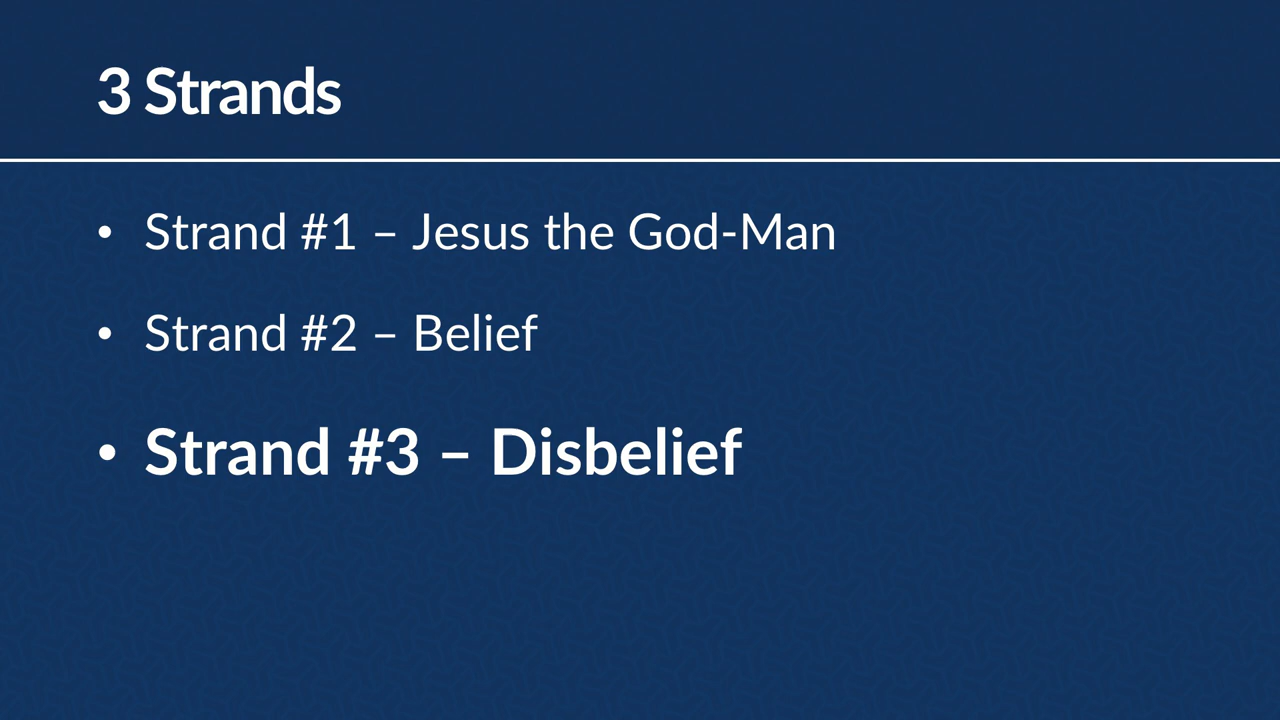 3 Strands
• Strand #1 – Jesus the God-Man
• Strand #2 – Belief
• Strand #3 – Disbelief